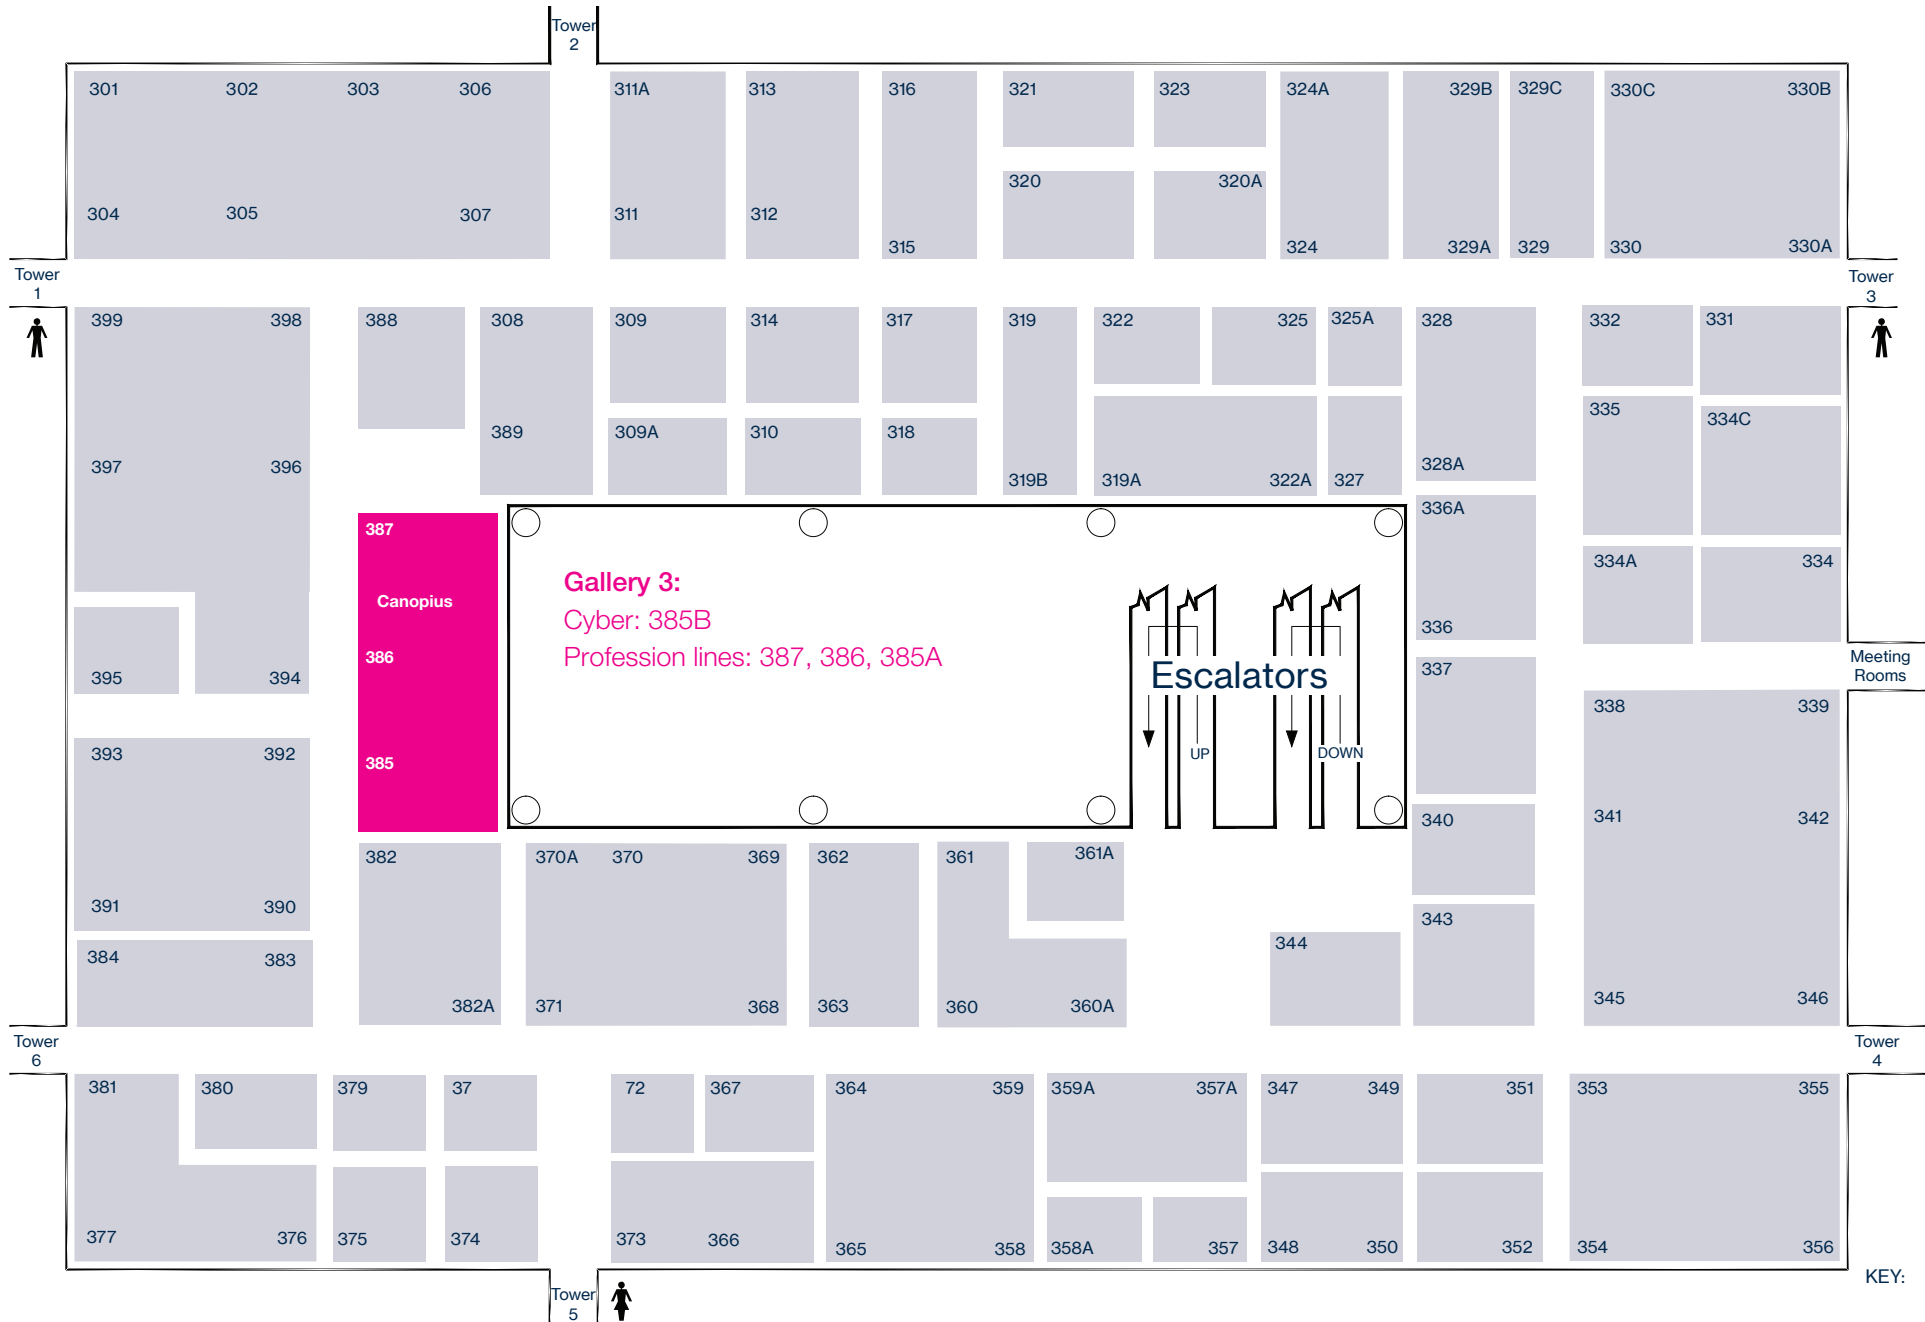 Tower
2
301 302 303 306 311A 313 316 321 323 324A 329B 329C 330C 330B
320 320A
304 305 307 311 312 315 324 329A 329 330 330A
Tower
1
Tower
3
399 398 388 308 309 314 317 319 322 325 325A 328 332 331
335 334C
389 309A 310 318
397 396 319B 319A 322A 327 328A
387
336A
Canopius
Gallery 3:
Cyber: 385B
Profession lines: 387, 386, 385A
334A 334
336
386
Escalators
337
Meeting
Rooms
395 394
338 339
393 392 385
UP DOWN
340 341 342
382 370A 370 369 362 361 361A
391 390
343
384 383 344
382A 371 368 363 360 360A 345 346
Tower
6
Tower
4
381 380 379 37 72 367 364 359 359A 357A 347 349 351 353 355
377 376 375 374 373 366 365 358 358A 357 348 350 352 354 356
KEY:
Tower
5